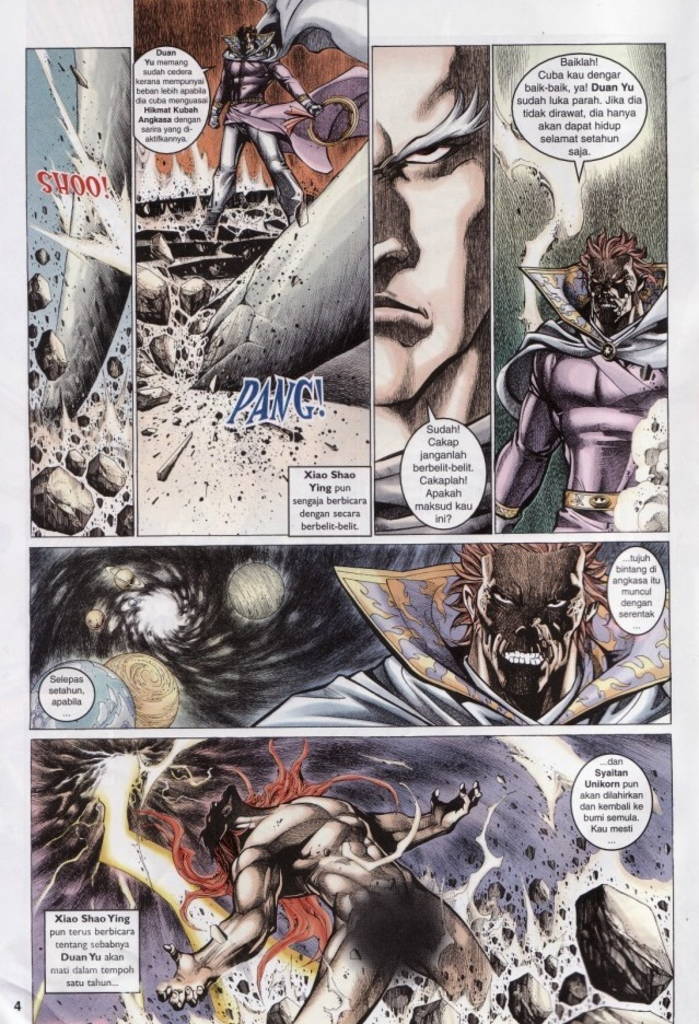 SHOO!
Duan
Yu memang
sudah cedera
kerana mempunyai
beban lebih apabila
dia cuba menguasai
Hikmat Kubah
Angkasa dengan
sarira yang di-
aktifkannya.
PANG!
Xiao Shao
Ying pun
sengaja berbicara
dengan secara
berbelit-belit.
Sudah!
Cakap
janganlah
berbelit-belit.
Cakaplah!
Apakah
maksud kau
ini?
Baiklah!
Cuba kau dengar
baik-baik, ya! Duan Yu
sudah luka parah. Jika dia
tidak dirawat, dia hanya
akan dapat hidup
selamat setahun
saja.
Selepas
setahun,
apabila
...
...tujuh
bintang di
angkasa itu
muncul
dengan
serentak
...
...dan
Syaitan
Unikorn pun
akan dilahirkan
dan kembali ke
bumi semula.
Kau mesti
...
Xiao Shao Ying
pun terus berbicara
tentang sebabnya
Duan Yu akan
mati dalam tempoh
satu tahun...
4